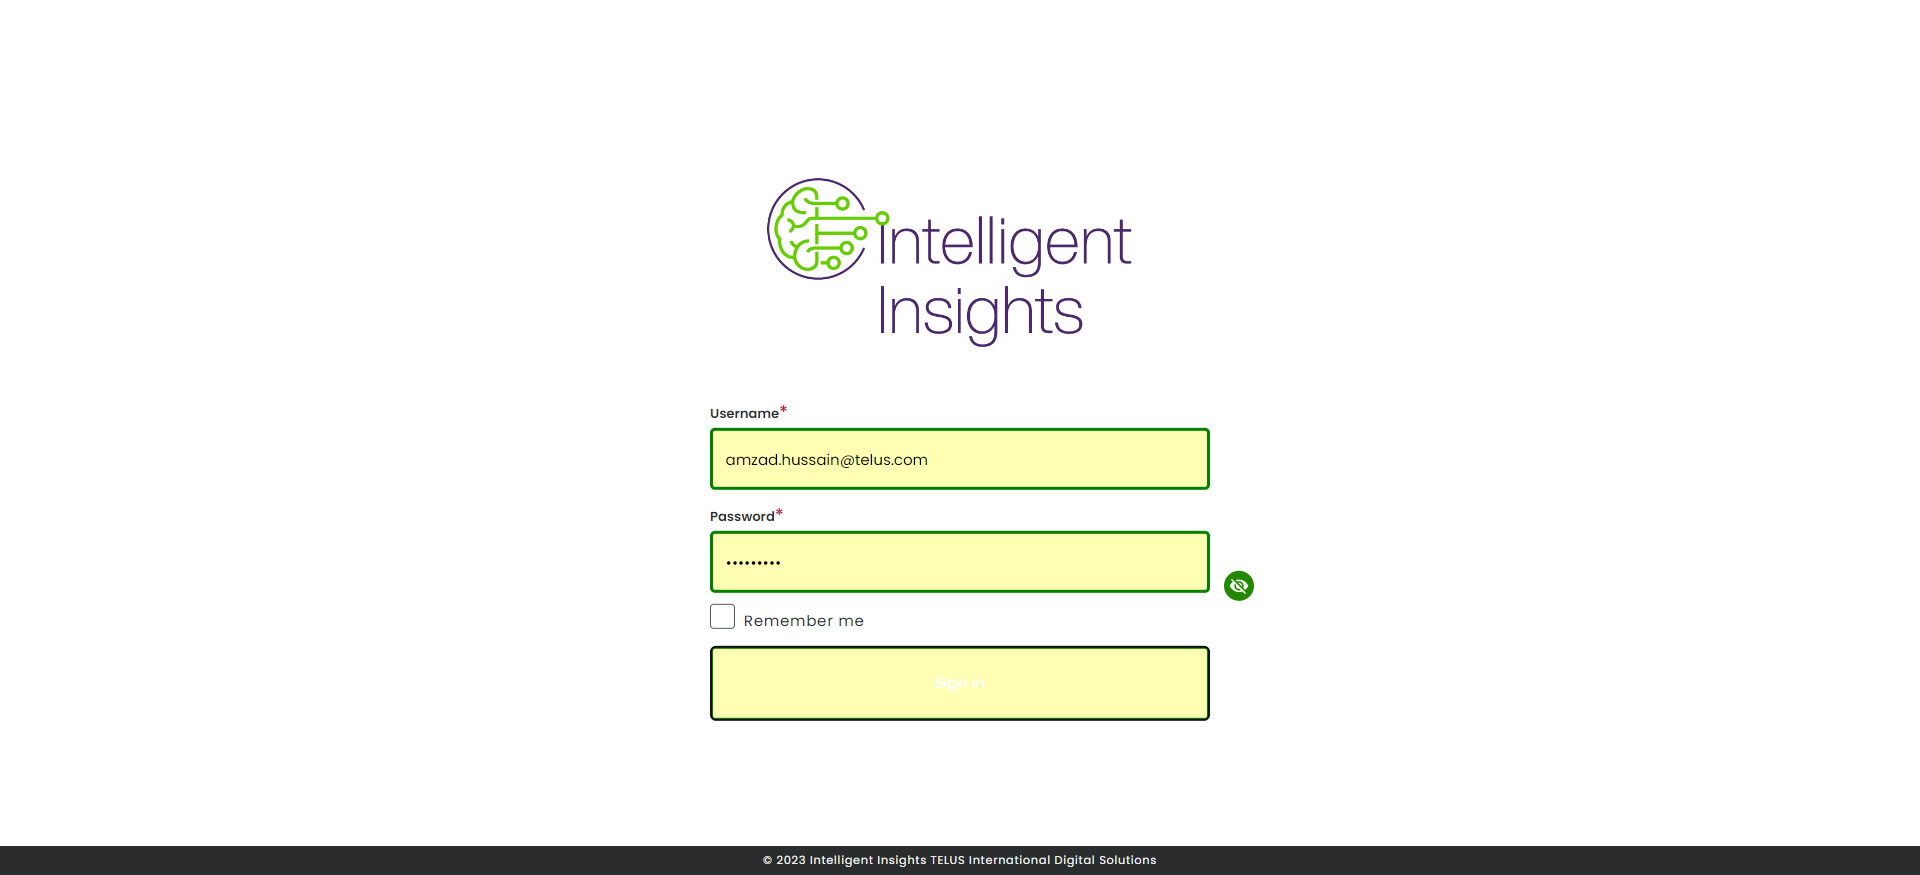 Intelligent
Insights
Username*
amzad.hussain@telus.com
Password*
•••••••••
Remember me
Sign in
© 2023 Intelligent Insights TELUS International Digital Solutions